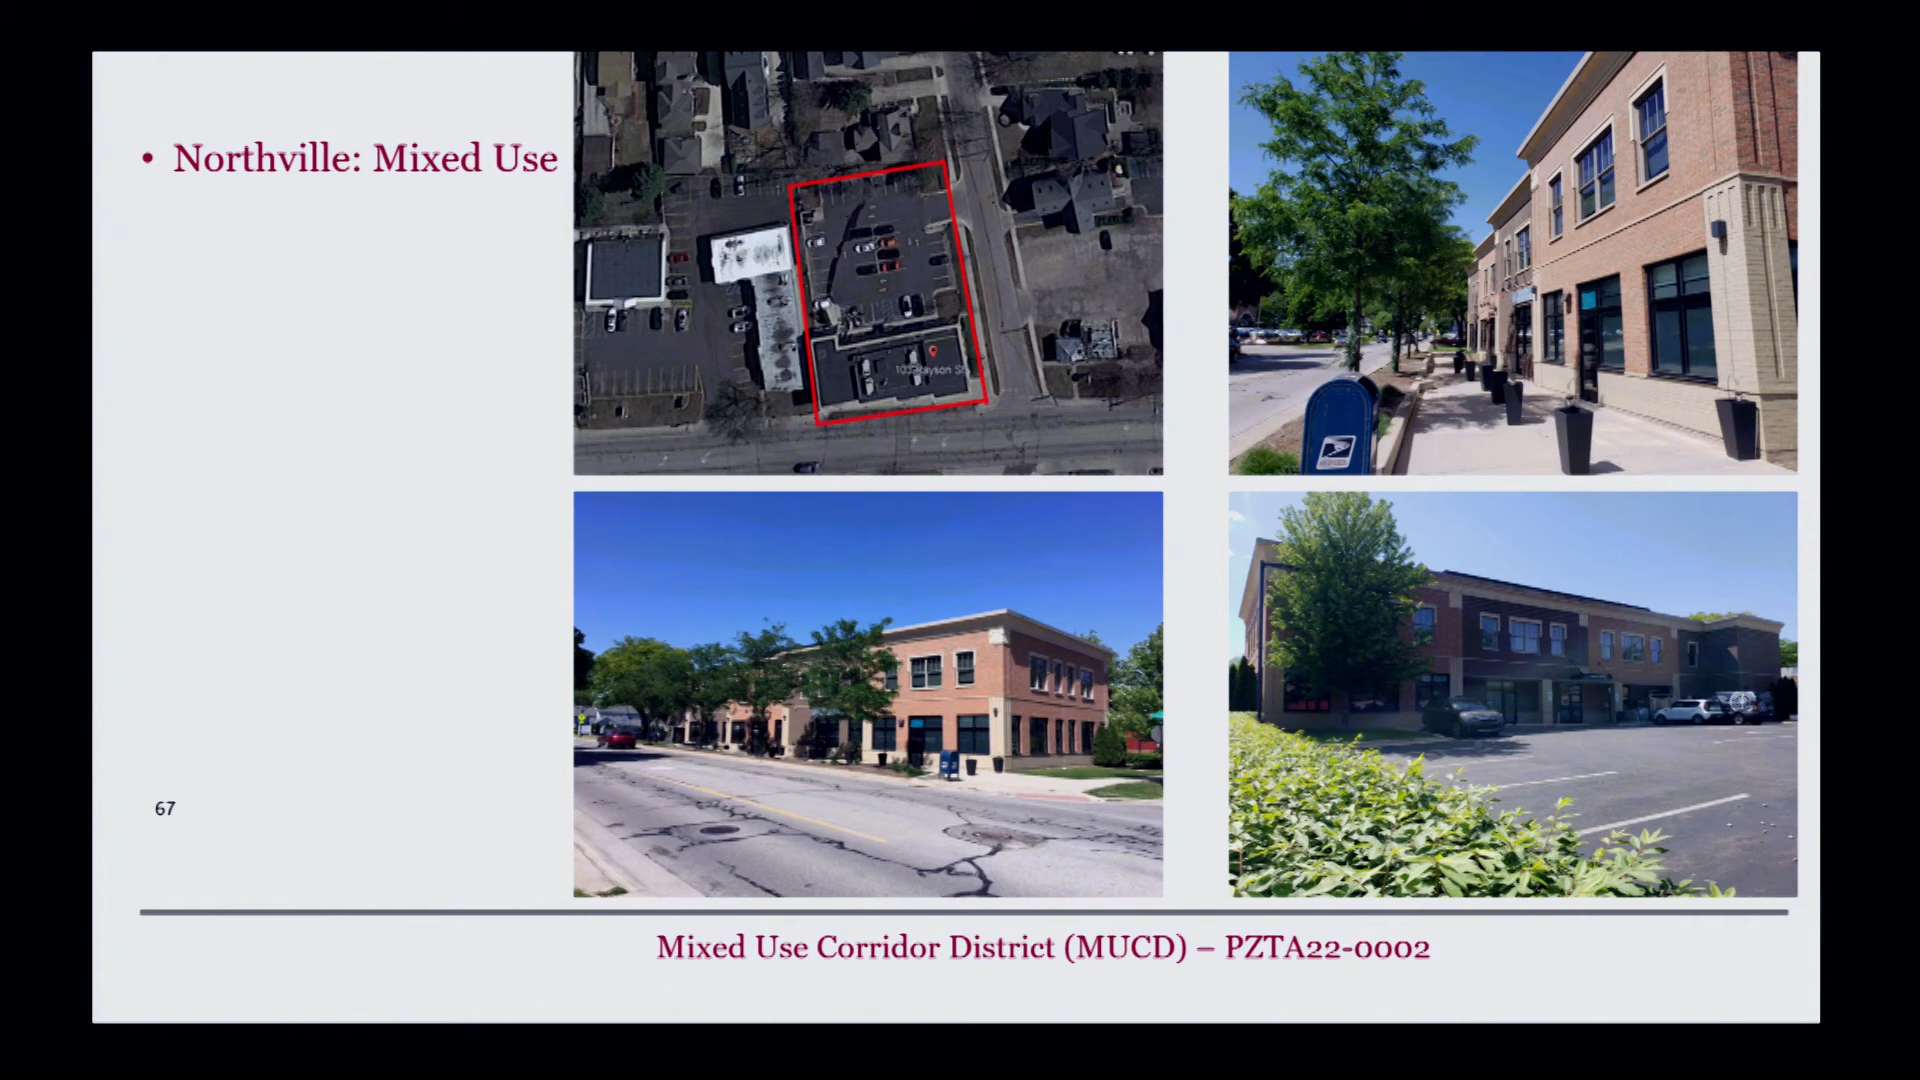 • Northville: Mixed Use
67
Mixed Use Corridor District (MUCD) – PZTA22-0002